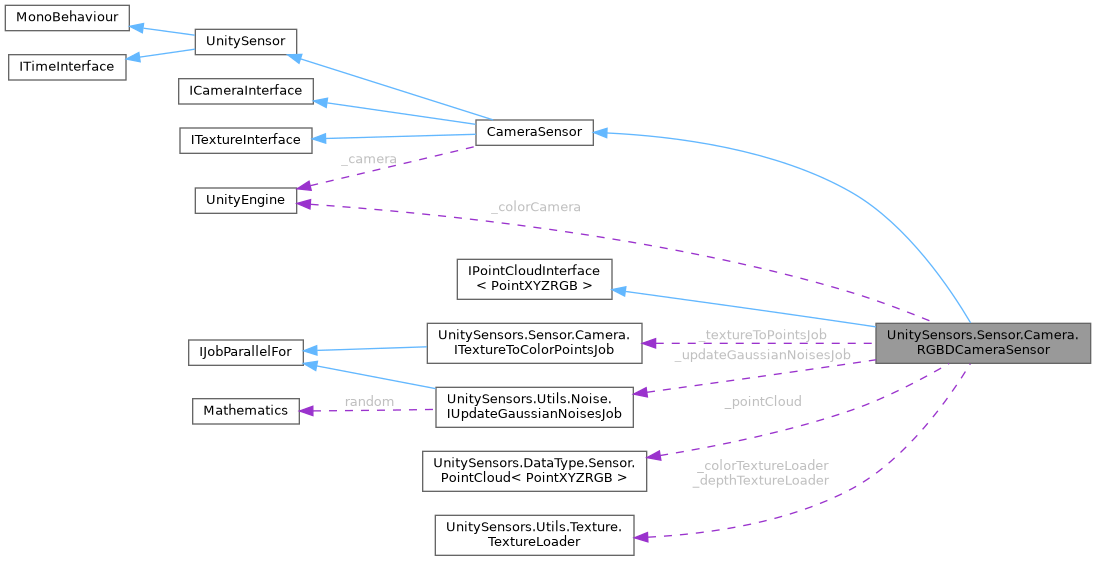 MonoBehaviour
UnitySensor
ITimeInterface
ICameraInterface
CameraSensor
ITextureInterface
_camera
UnityEngine
_colorCamera
IPointCloudInterface
< PointXYZRGB >
UnitySensors.Sensor.Camera.
RGBDCameraSensor
_textureToPointsJob
UnitySensors.Sensor.Camera.
ITextureToColorPointsJob
IJobParallelFor
_updateGaussianNoisesJob
UnitySensors.Utils.Noise.
IUpdateGaussianNoisesJob
random
Mathematics
_pointCloud
UnitySensors.DataType.Sensor.
PointCloud< PointXYZRGB >
_colorTextureLoader
_depthTextureLoader
UnitySensors.Utils.Texture.
TextureLoader